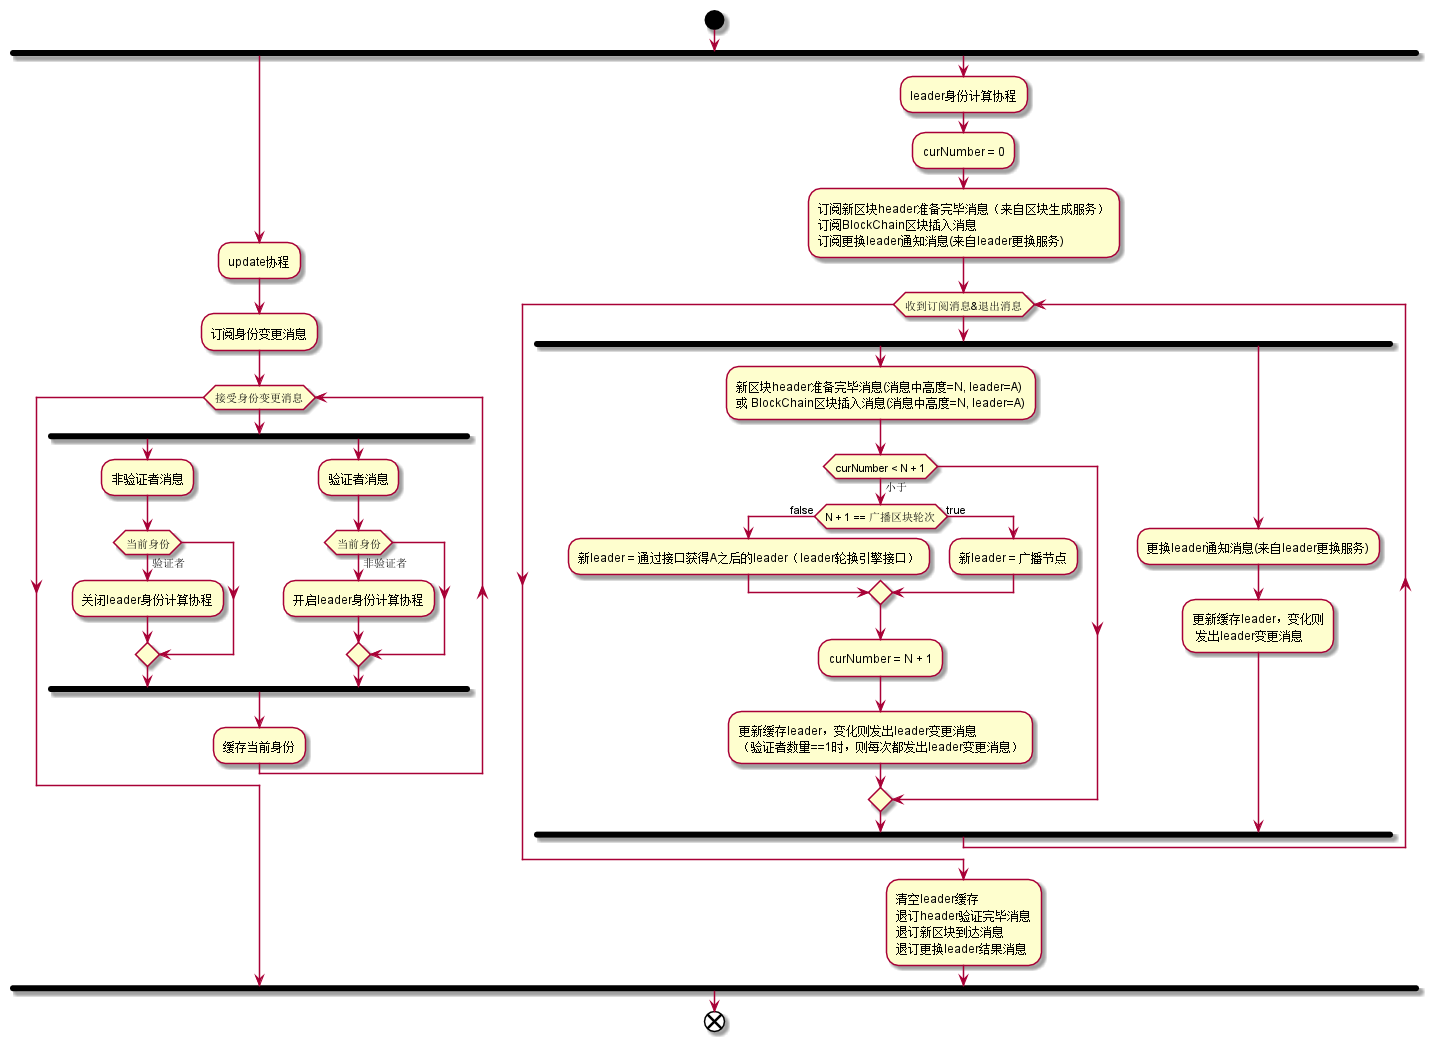 leader身份计算协程
curNumber = 0
订阅新区块header准备完毕消息（来自区块生成服务）
订阅BlockChain区块插入消息
订阅更换leader通知消息(来自leader更换服务)
update协程
订阅身份变更消息
接受身份变更消息
非验证者消息
当前身份
验证者
关闭leader身份计算协程
验证者消息
当前身份
非验证者
开启leader身份计算协程
缓存当前身份
收到订阅消息&退出消息
新区块header准备完毕消息(消息中高度=N, leader=A)
或 BlockChain区块插入消息(消息中高度=N, leader=A)
curNumber < N + 1
小于
false
N + 1 == 广播区块轮次
true
新leader = 通过接口获得A之后的leader（leader轮换引擎接口）
新leader = 广播节点
curNumber = N + 1
更新缓存leader，变化则发出leader变更消息
（验证者数量==1时，则每次都发出leader变更消息）
更换leader通知消息(来自leader更换服务)
更新缓存leader，变化则
发出leader变更消息
清空leader缓存
退订header验证完毕消息
退订新区块到达消息
退订更换leader结果消息